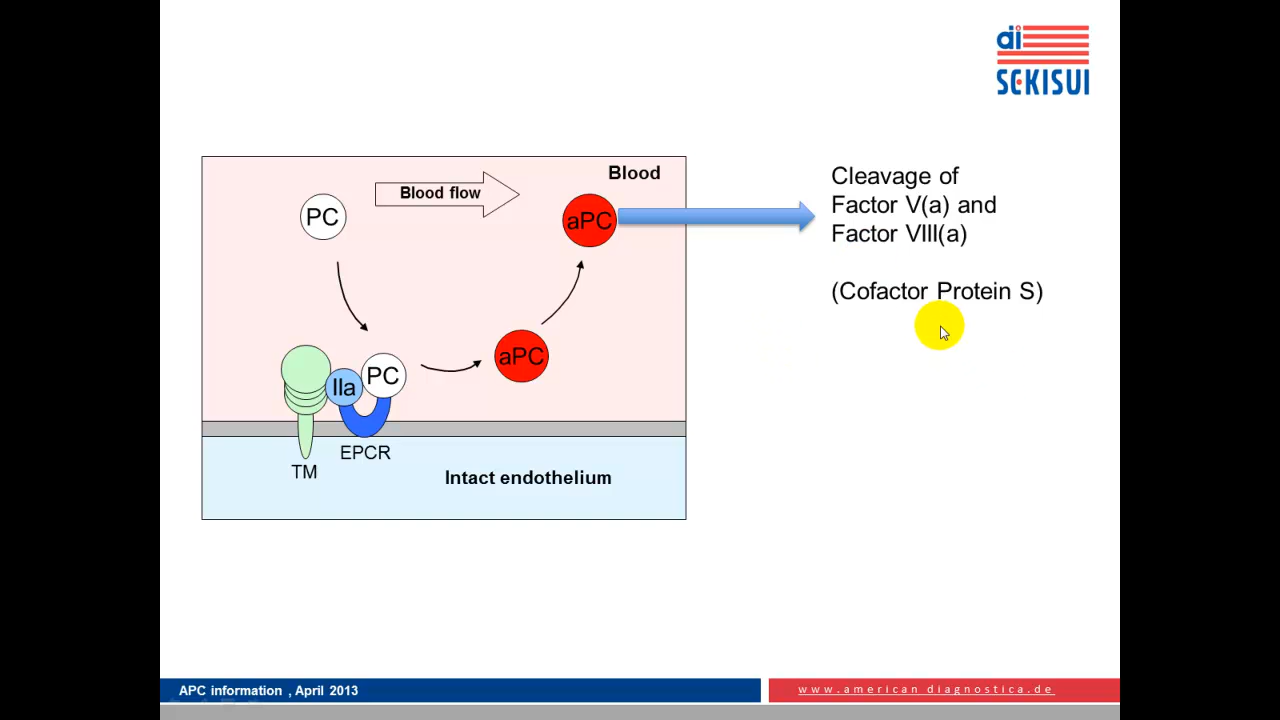 ai
SEKISUI
Blood
Blood flow
PC
aPC
Cleavage of
Factor V(a) and
Factor VIII(a)
(Cofactor Protein S)
aPC
PC
IIa
EPCR
TM
Intact endothelium
APC information , April 2013
www.american diagnostica.de